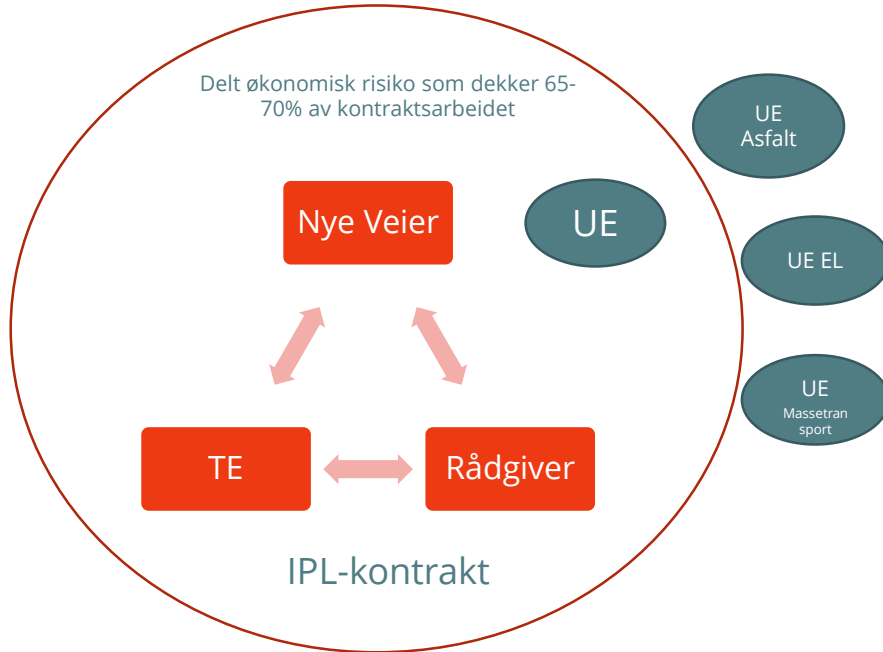 Delt økonomisk risiko som dekker 65-
70% av kontraktsarbeidet
UE
Asfalt
Nye Veier
UE
UE EL
UE
Massetran
sport
TE
Rådgiver
IPL-kontrakt